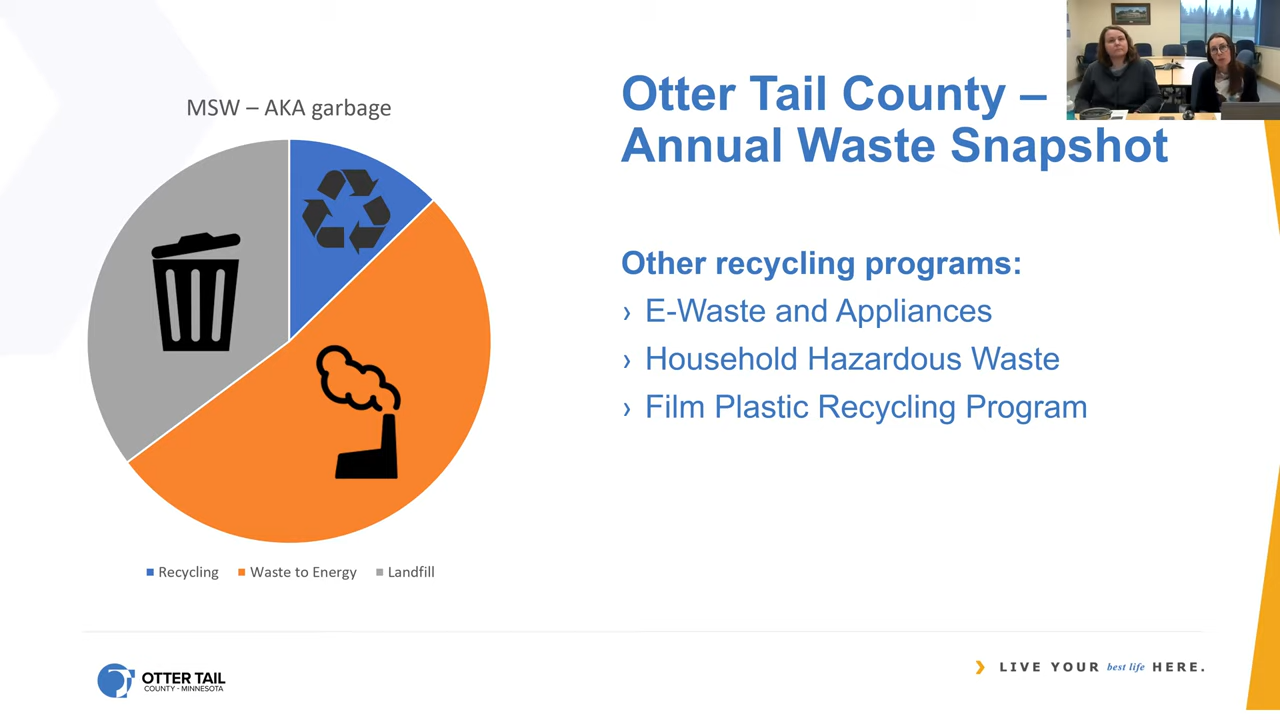 MSW – AKA garbage
Recycling
Waste to Energy
Landfill
Otter Tail County –
Annual Waste Snapshot
Other recycling programs:
› E-Waste and Appliances
› Household Hazardous Waste
› Film Plastic Recycling Program
OTTER TAIL
COUNTY - MINNESOTA
LIVE YOUR best life HERE.